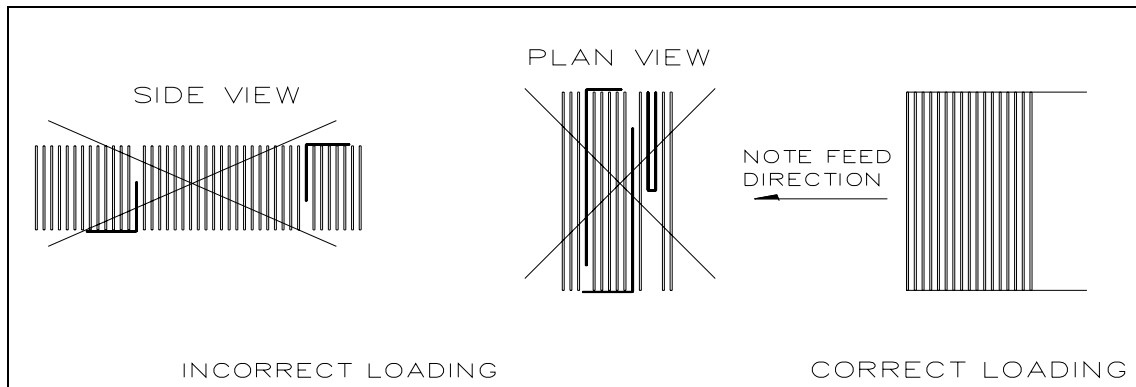 PLAN VIEW
SIDE VIEW
NOTE FEED
DIRECTION
INCORRECT LOADING
CORRECT LOADING